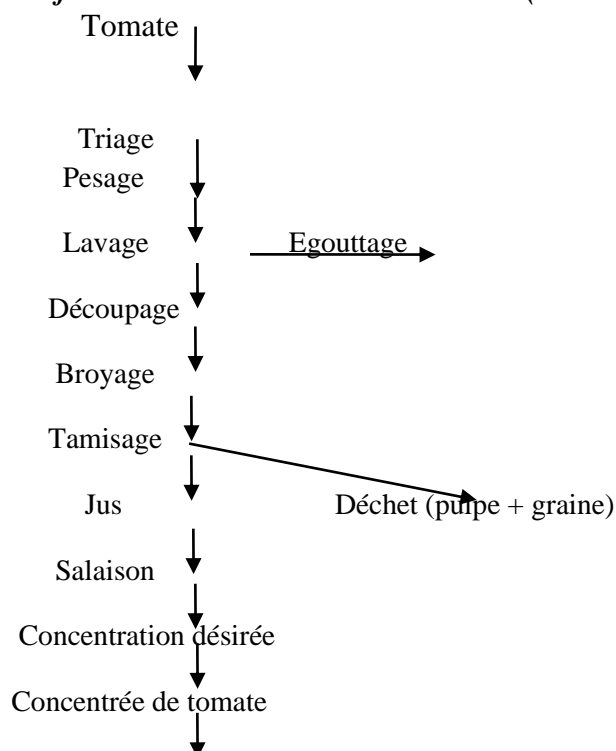 Tomate
Triage
Pesage
Lavage Egouttage
Découpage
Broyage
Tamisage
Jus Déchet (pulpe + graine)
Salaison
Concentration désirée
Concentrée de tomate